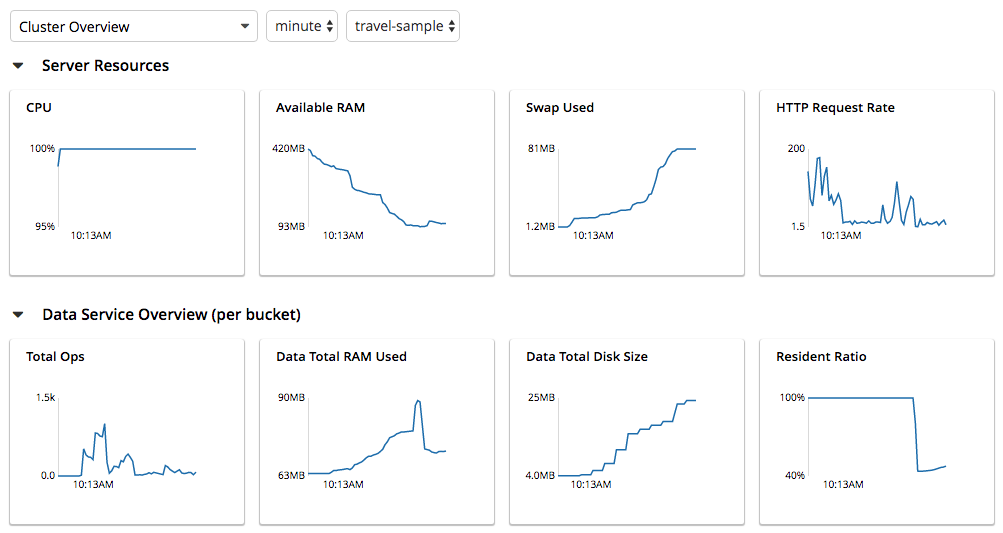 Cluster Overview minute travel-sample
Server Resources
CPU Available RAM Swap Used HTTP Request Rate
100% 420MB 81MB 200
95% 93MB 1.2MB 1.5
10:13AM 10:13AM 10:13AM 10:13AM
Data Service Overview (per bucket)
Total Ops Data Total RAM Used Data Total Disk Size Resident Ratio
1.5k 90MB 25MB 100%
0.0 63MB 4.0MB 40%
10:13AM 10:13AM 10:13AM 10:13AM